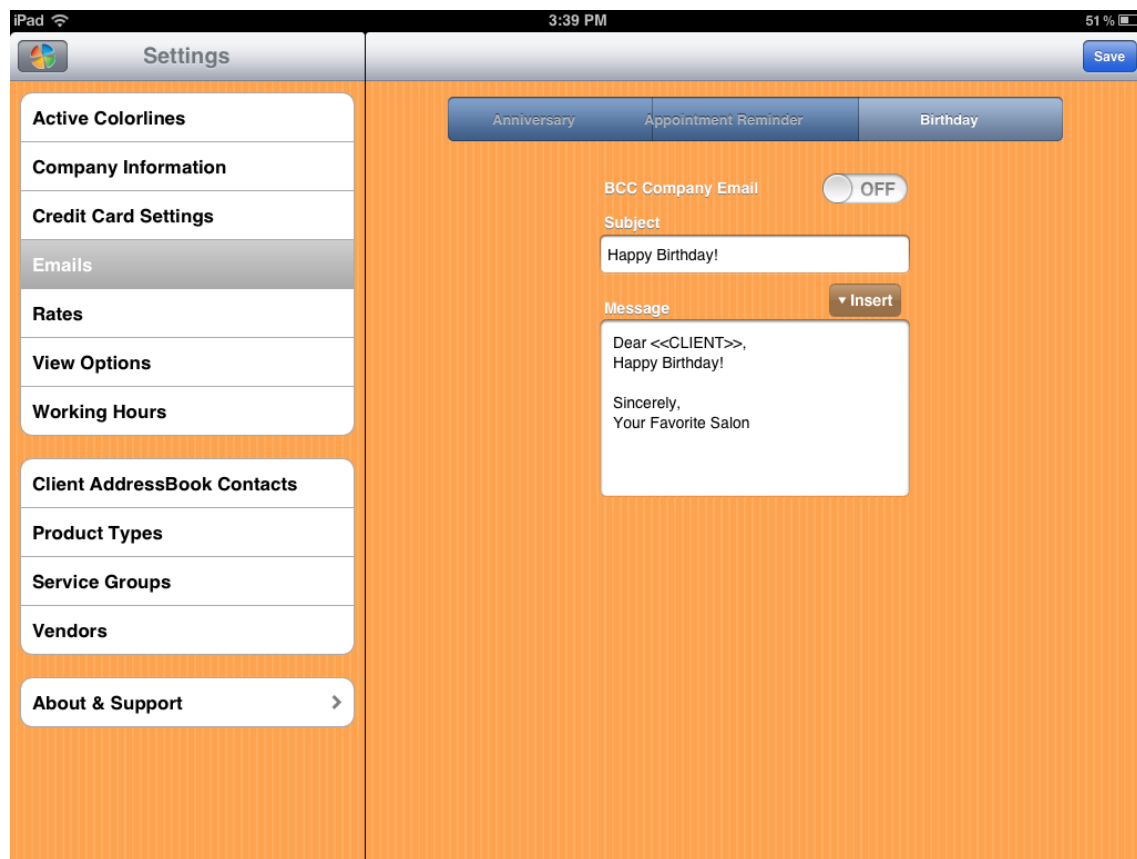 iPad 3:39 PM 51 %
Settings
Save
Active Colorlines
Company Information
Credit Card Settings
Emails
Rates
View Options
Working Hours
Client AddressBook Contacts
Product Types
Service Groups
Vendors
About & Support
Anniversary Appointment Reminder Birthday
BCC Company Email OFF
Subject
Happy Birthday!
Message ▾ Insert
Dear <<CLIENT>>,
Happy Birthday!
Sincerely,
Your Favorite Salon